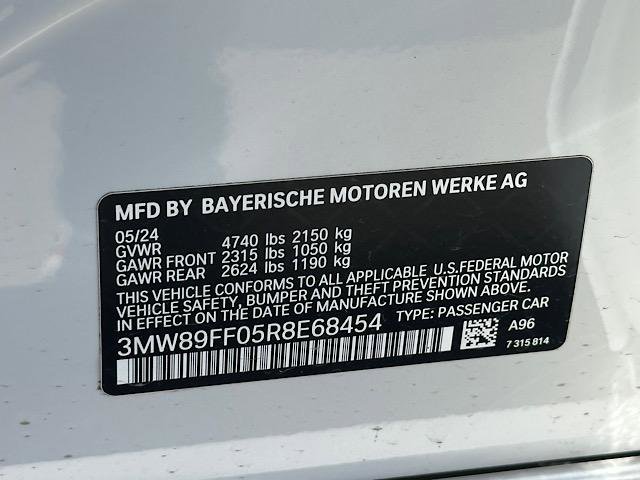 MFD BY BAYERISCHE MOTOREN WERKE AG
05/24
GVWR 4740 lbs 2150 kg
GAWR FRONT 2315 lbs 1050 kg
GAWR REAR 2624 lbs 1190 kg
THIS VEHICLE CONFORMS TO ALL APPLICABLE U.S.FEDERAL MOTOR
VEHICLE SAFETY, BUMPER AND THEFT PREVENTION STANDARDS
IN EFFECT ON THE DATE OF MANUFACTURE SHOWN ABOVE.
3MW89FF05R8E68454 TYPE: PASSENGER CAR
A96
7 315 814